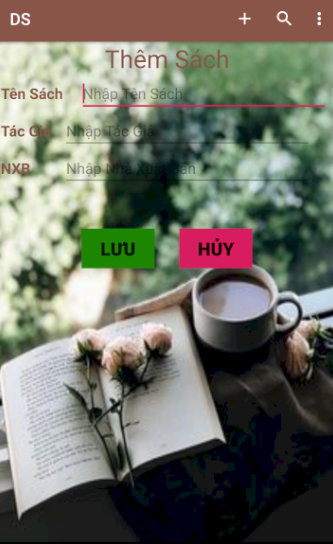 DS
Thêm Sách
Tên Sách Nhập Tên Sách
Tác Giả Nhập Tác Giả
NXB Nhập Nhà Xuất Bản
LƯU HỦY